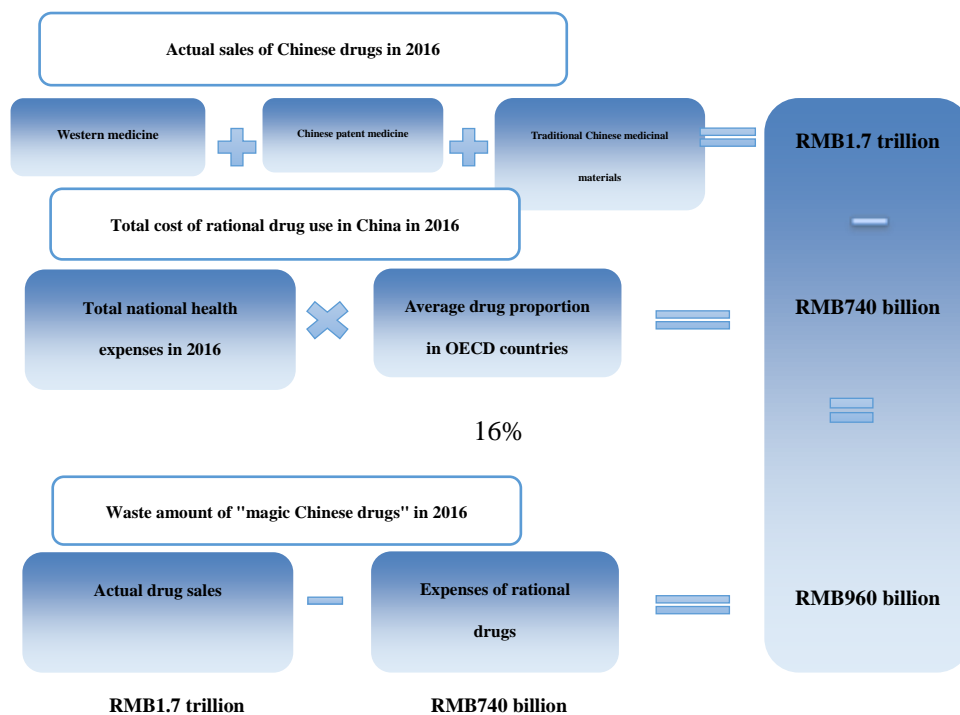 Actual sales of Chinese drugs in 2016
Western medicine
Chinese patent medicine
Traditional Chinese medicinal
materials
RMB1.7 trillion
Total cost of rational drug use in China in 2016
Total national health
expenses in 2016
Average drug proportion
in OECD countries
RMB740 billion
16%
Waste amount of "magic Chinese drugs" in 2016
Actual drug sales
Expenses of rational
drugs
RMB960 billion
RMB1.7 trillion
RMB740 billion